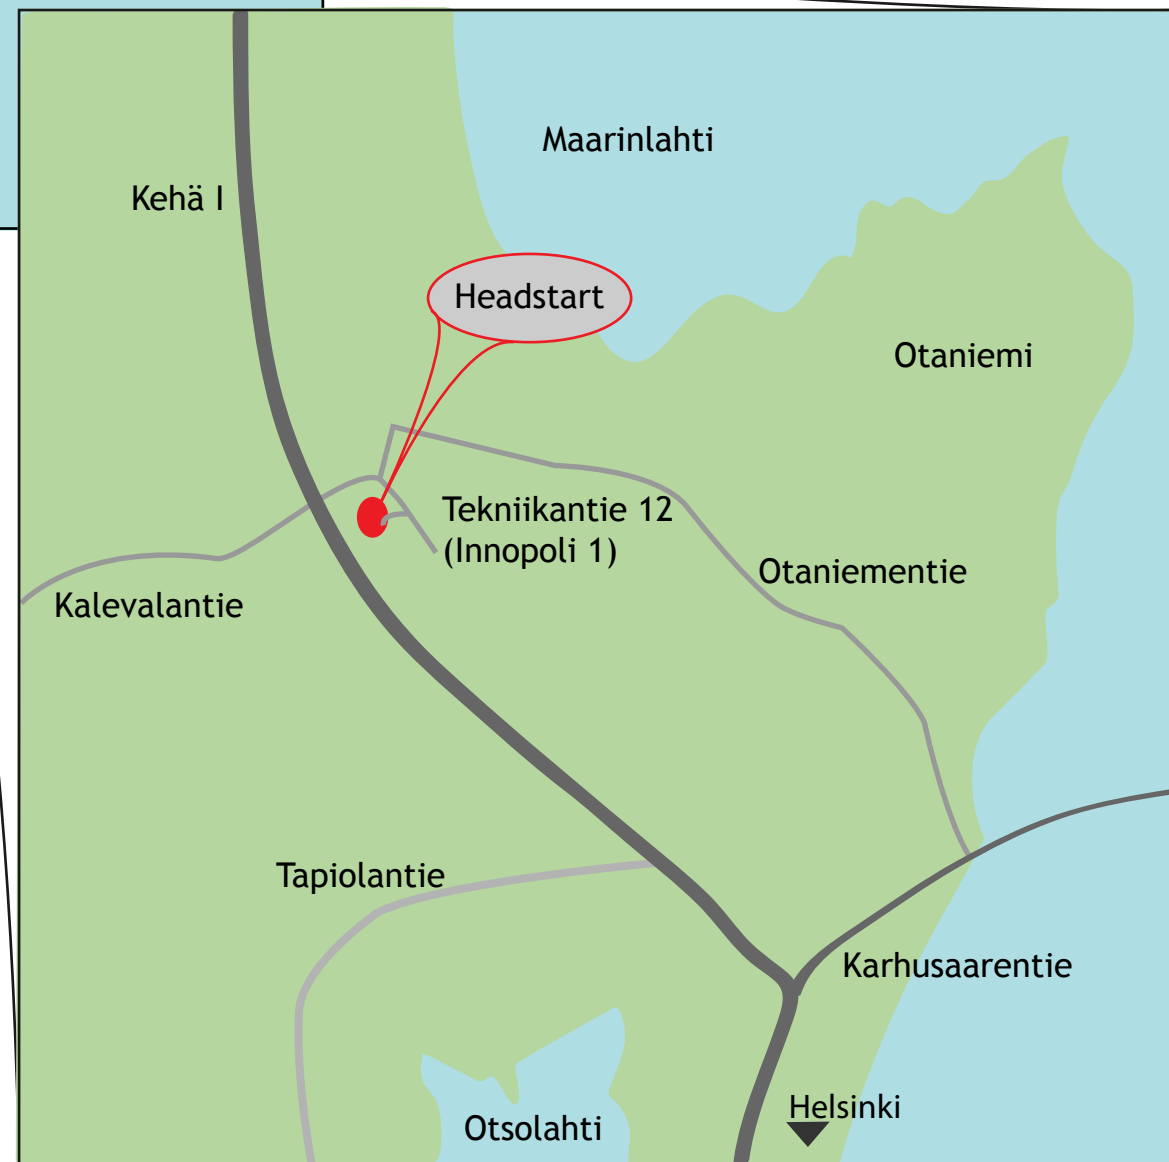 Maarinlahti
Kehä I
Headstart
Otaniemi
Tekniikantie 12
(Innopoli 1)
Otaniementie
Kalevalantie
Tapiolantie
Karhusaarentie
Helsinki
Otsolahti